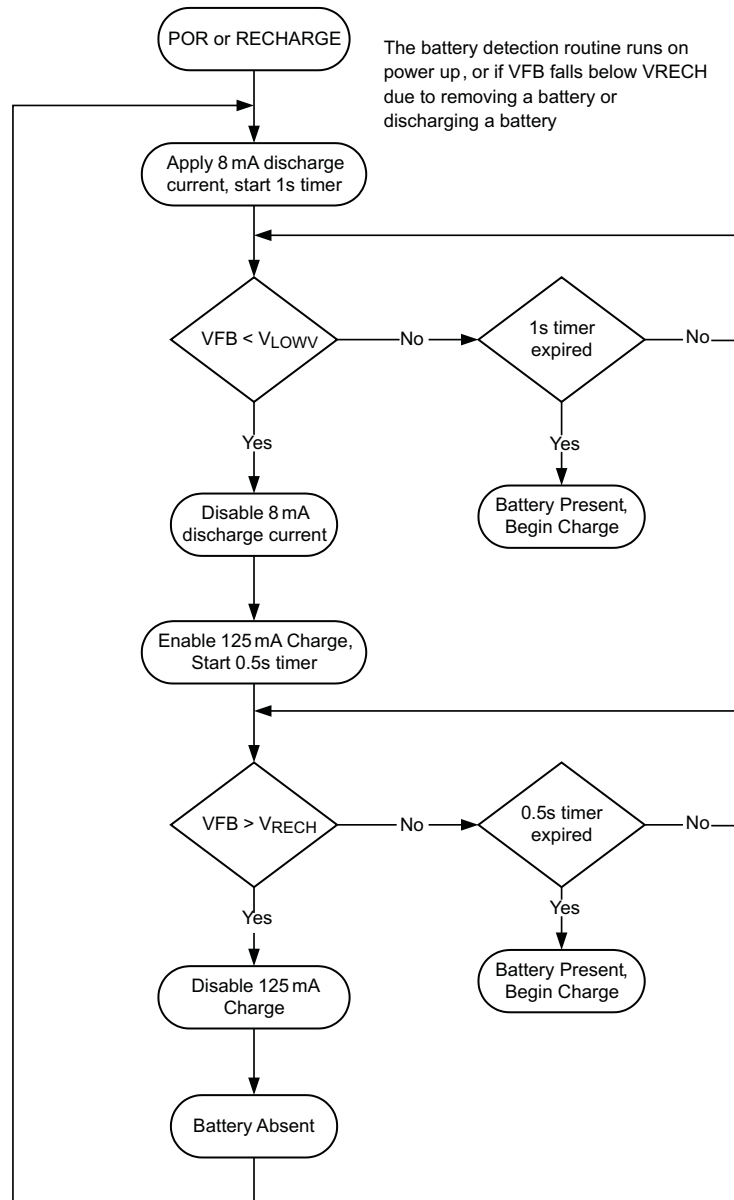 POR or RECHARGE
The battery detection routine runs on
power up, or if VFB falls below VRECH
due to removing a battery or
discharging a battery
Apply 8 mA discharge
current, start 1s timer
VFB < VLOWV
No
1s timer
expired
No
Yes
Yes
Disable 8 mA
discharge current
Battery Present,
Begin Charge
Enable 125 mA Charge,
Start 0.5s timer
VFB > VRECH
No
0.5s timer
expired
No
Yes
Yes
Disable 125 mA
Charge
Battery Present,
Begin Charge
Battery Absent